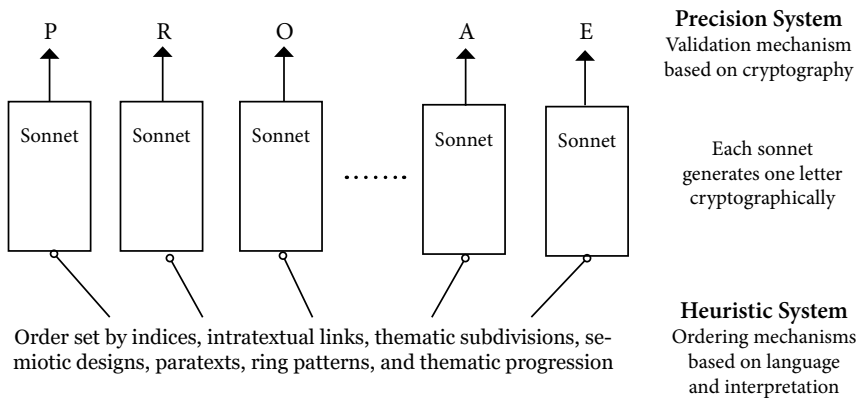 P R O A E
Precision System
Validation mechanism
based on cryptography
Sonnet Sonnet Sonnet Sonnet Sonnet
.......
Each sonnet
generates one letter
cryptographically
Order set by indices, intratextual links, thematic subdivisions, se-
miotic designs, paratexts, ring patterns, and thematic progression
Heuristic System
Ordering mechanisms
based on language
and interpretation